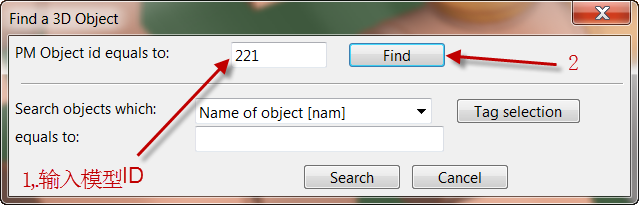 Find a 3D Object
PM Object id equals to: 221 Find
2
Search objects which: Name of object [nam] Tag selection
equals to:
1,.输入模型ID
Search Cancel